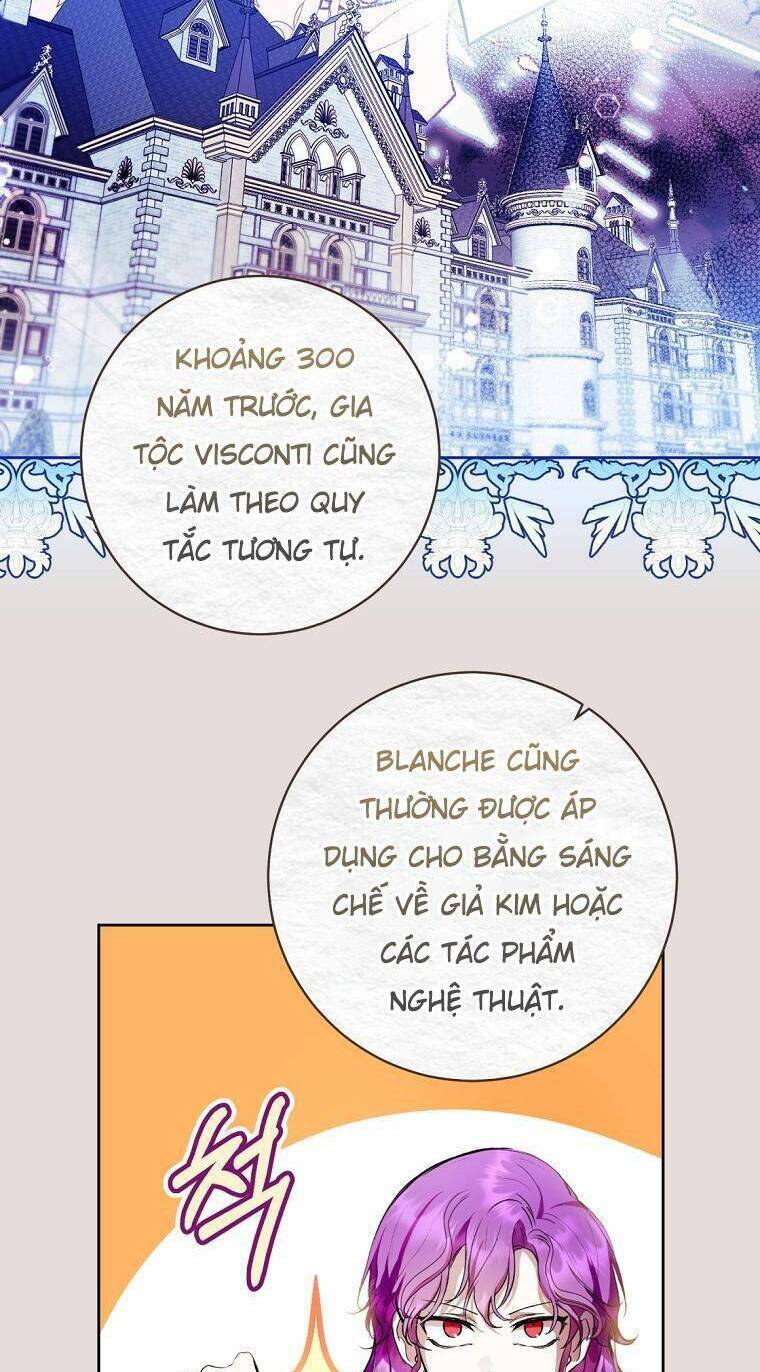 KHOẢNG 300
NĂM TRƯỚC, GIA
TỘC VISCONTI CŨNG
LÀM THEO QUY
TẮC TƯƠNG TỰ.
BLANCHE CŨNG
THƯỜNG ĐƯỢC ÁP
DỤNG CHO BẰNG SÁNG
CHẾ VỀ GIẢ KIM HOẶC
CÁC TÁC PHẨM
NGHỆ THUẬT.
척